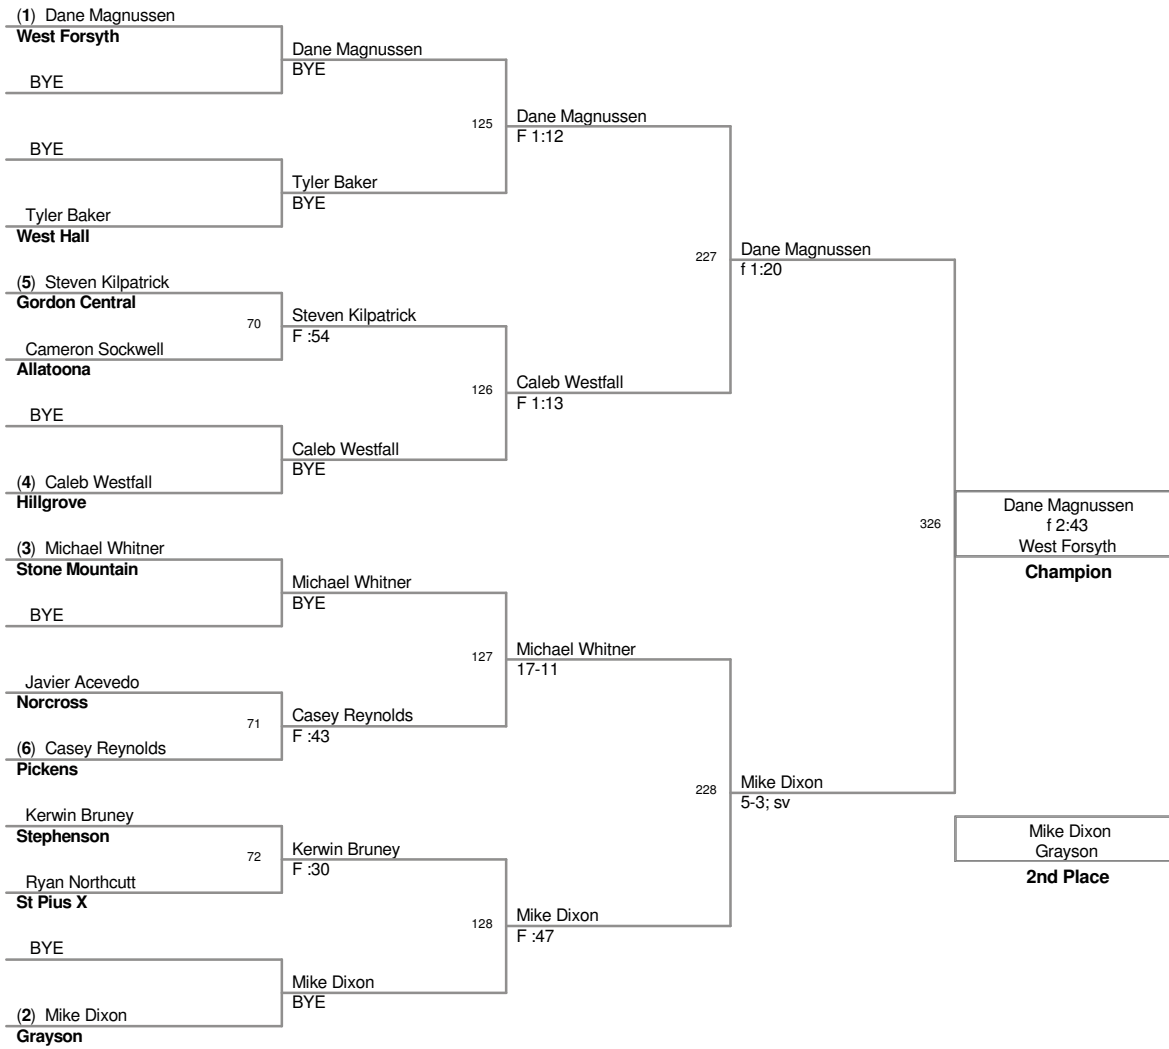 (1) Dane Magnussen
West Forsyth
BYE
BYE
Tyler Baker
West Hall
(5) Steven Kilpatrick
Gordon Central
Cameron Sockwell
Allatoona
BYE
(4) Caleb Westfall
Hillgrove
(3) Michael Whitner
Stone Mountain
BYE
Javier Acevedo
Norcross
(6) Casey Reynolds
Pickens
Kerwin Bruney
Stephenson
Ryan Northcutt
St Pius X
BYE
(2) Mike Dixon
Grayson
70
71
72
Dane Magnussen
BYE
Tyler Baker
BYE
Steven Kilpatrick
F :54
Caleb Westfall
BYE
Michael Whitner
BYE
Casey Reynolds
F :43
Kerwin Bruney
F :30
Mike Dixon
BYE
125
126
127
128
Dane Magnussen
F 1:12
Caleb Westfall
F 1:13
Michael Whitner
17-11
Mike Dixon
F :47
227
228
Dane Magnussen
f 1:20
Mike Dixon
5-3; sv
326
Dane Magnussen
f 2:43
West Forsyth
Champion
Mike Dixon
Grayson
2nd Place